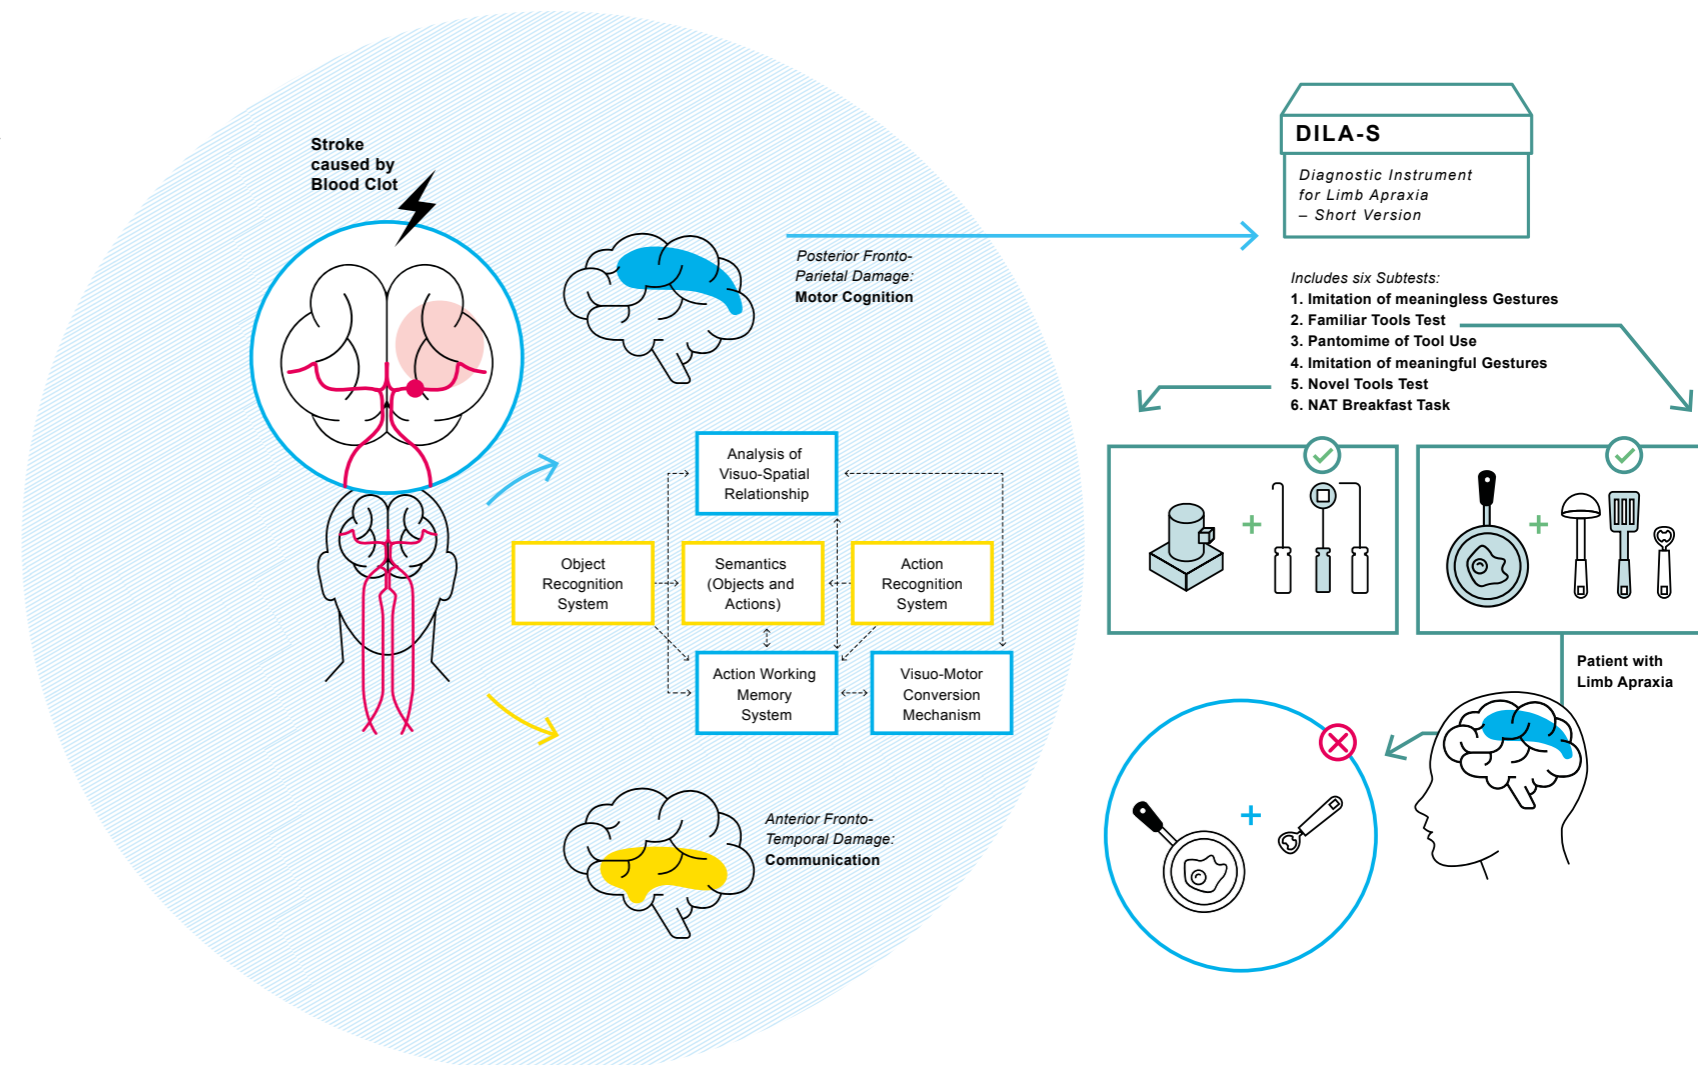 Stroke
caused by
Blood Clot
Posterior Fronto-
Parietal Damage:
Motor Cognition
Analysis of
Visuo-Spatial
Relationship
Object
Recognition
System
Semantics
(Objects and
Actions)
Action
Recognition
System
Action Working
Memory
System
Visuo-Motor
Conversion
Mechanism
Anterior Fronto-
Temporal Damage:
Communication
DILA-S
Diagnostic Instrument
for Limb Apraxia
– Short Version
Includes six Subtests:
1. Imitation of meaningless Gestures
2. Familiar Tools Test
3. Pantomime of Tool Use
4. Imitation of meaningful Gestures
5. Novel Tools Test
6. NAT Breakfast Task
Patient with
Limb Apraxia